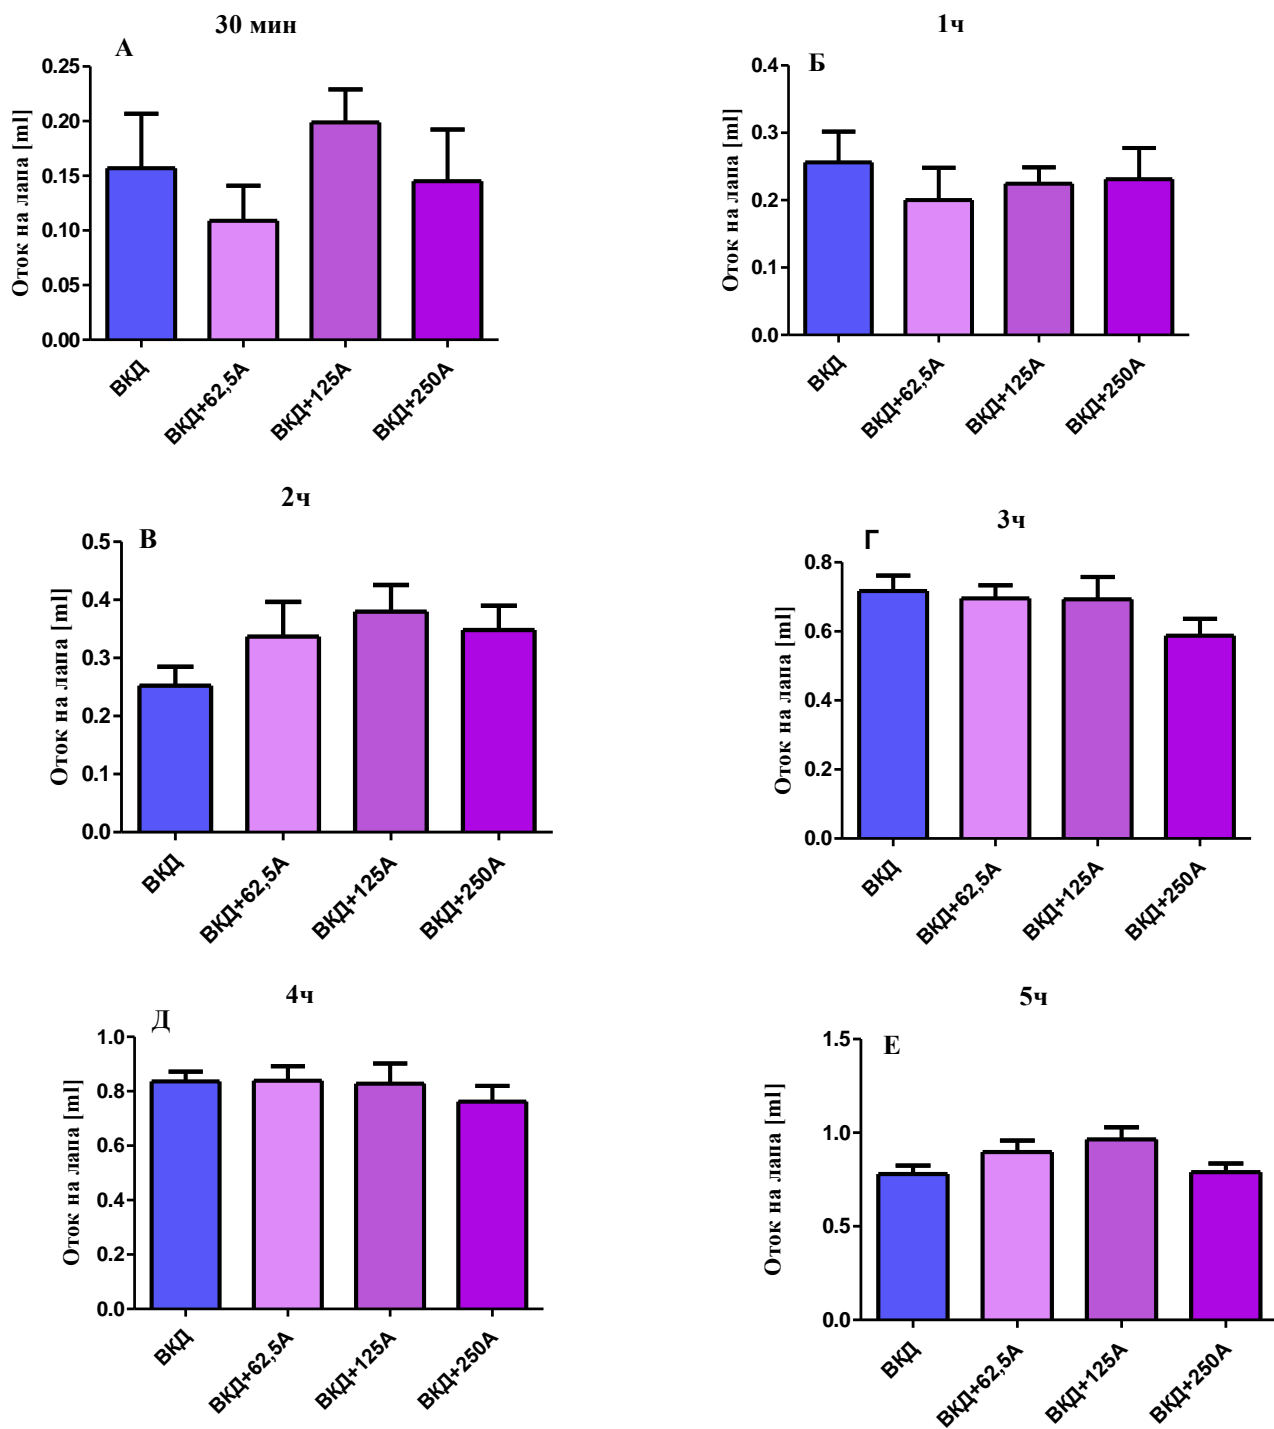 30 мин
А
Оток на лапа [ml]
0.25
0.20
0.15
0.10
0.05
0.00
ВКД
ВКД+62,5А
ВКД+125А
ВКД+250А
1ч
Б
Оток на лапа [ml]
0.4
0.3
0.2
0.1
0.0
ВКД
ВКД+62,5А
ВКД+125А
ВКД+250А
2ч
В
Оток на лапа [ml]
0.5
0.4
0.3
0.2
0.1
0.0
ВКД
ВКД+62,5А
ВКД+125А
ВКД+250А
3ч
Г
Оток на лапа [ml]
0.8
0.6
0.4
0.2
0.0
ВКД
ВКД+62,5А
ВКД+125А
ВКД+250А
4ч
Д
Оток на лапа [ml]
1.0
0.8
0.6
0.4
0.2
0.0
ВКД
ВКД+62,5А
ВКД+125А
ВКД+250А
5ч
Е
Оток на лапа [ml]
1.5
1.0
0.5
0.0
ВКД
ВКД+62,5А
ВКД+125А
ВКД+250А